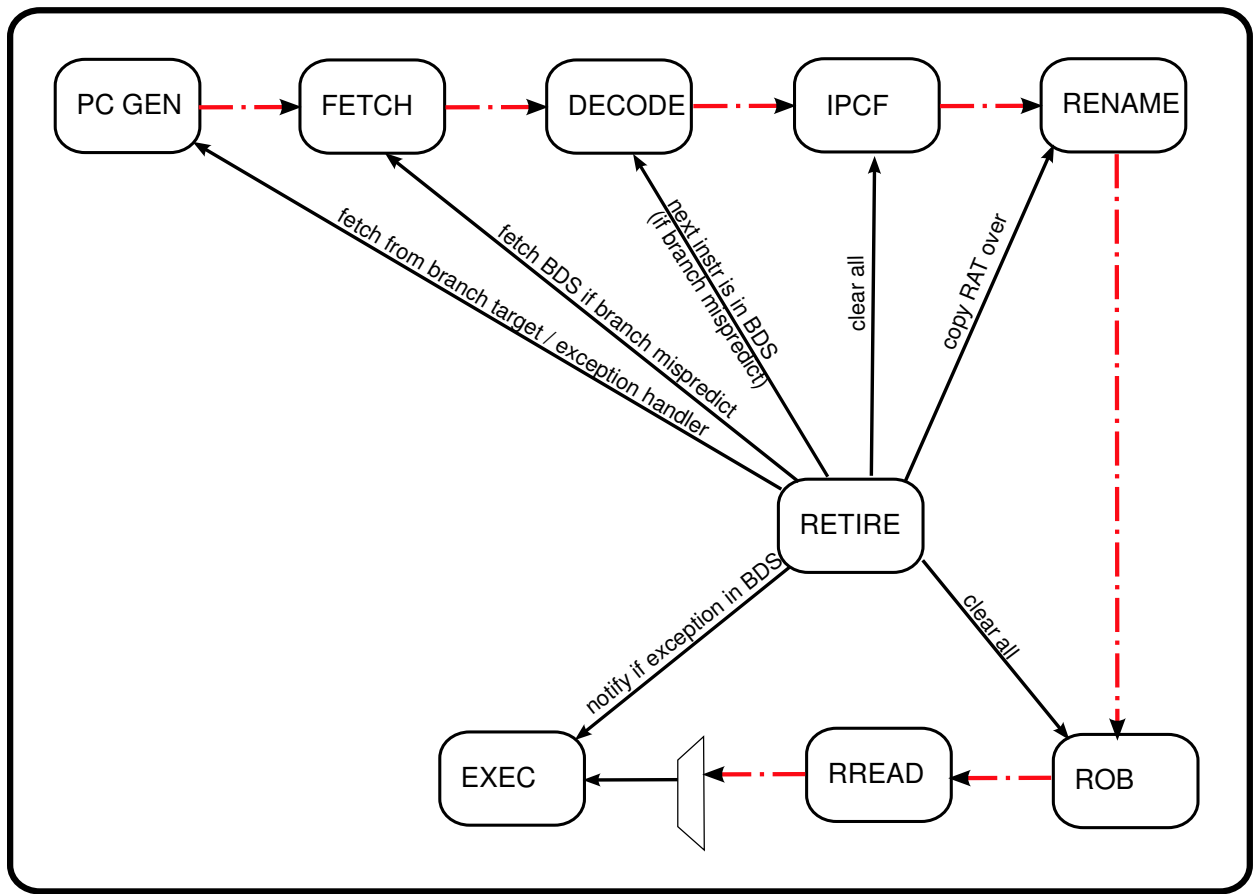 PC GEN
FETCH
DECODE
IPCF
RENAME
fetch from branch target / exception handler
fetch BDS if branch mispredict
next instr is in BDS
(if branch mispredict)
clear all
copy RAT over
RETIRE
notify if exception in BDS
clear all
EXEC
RREAD
ROB